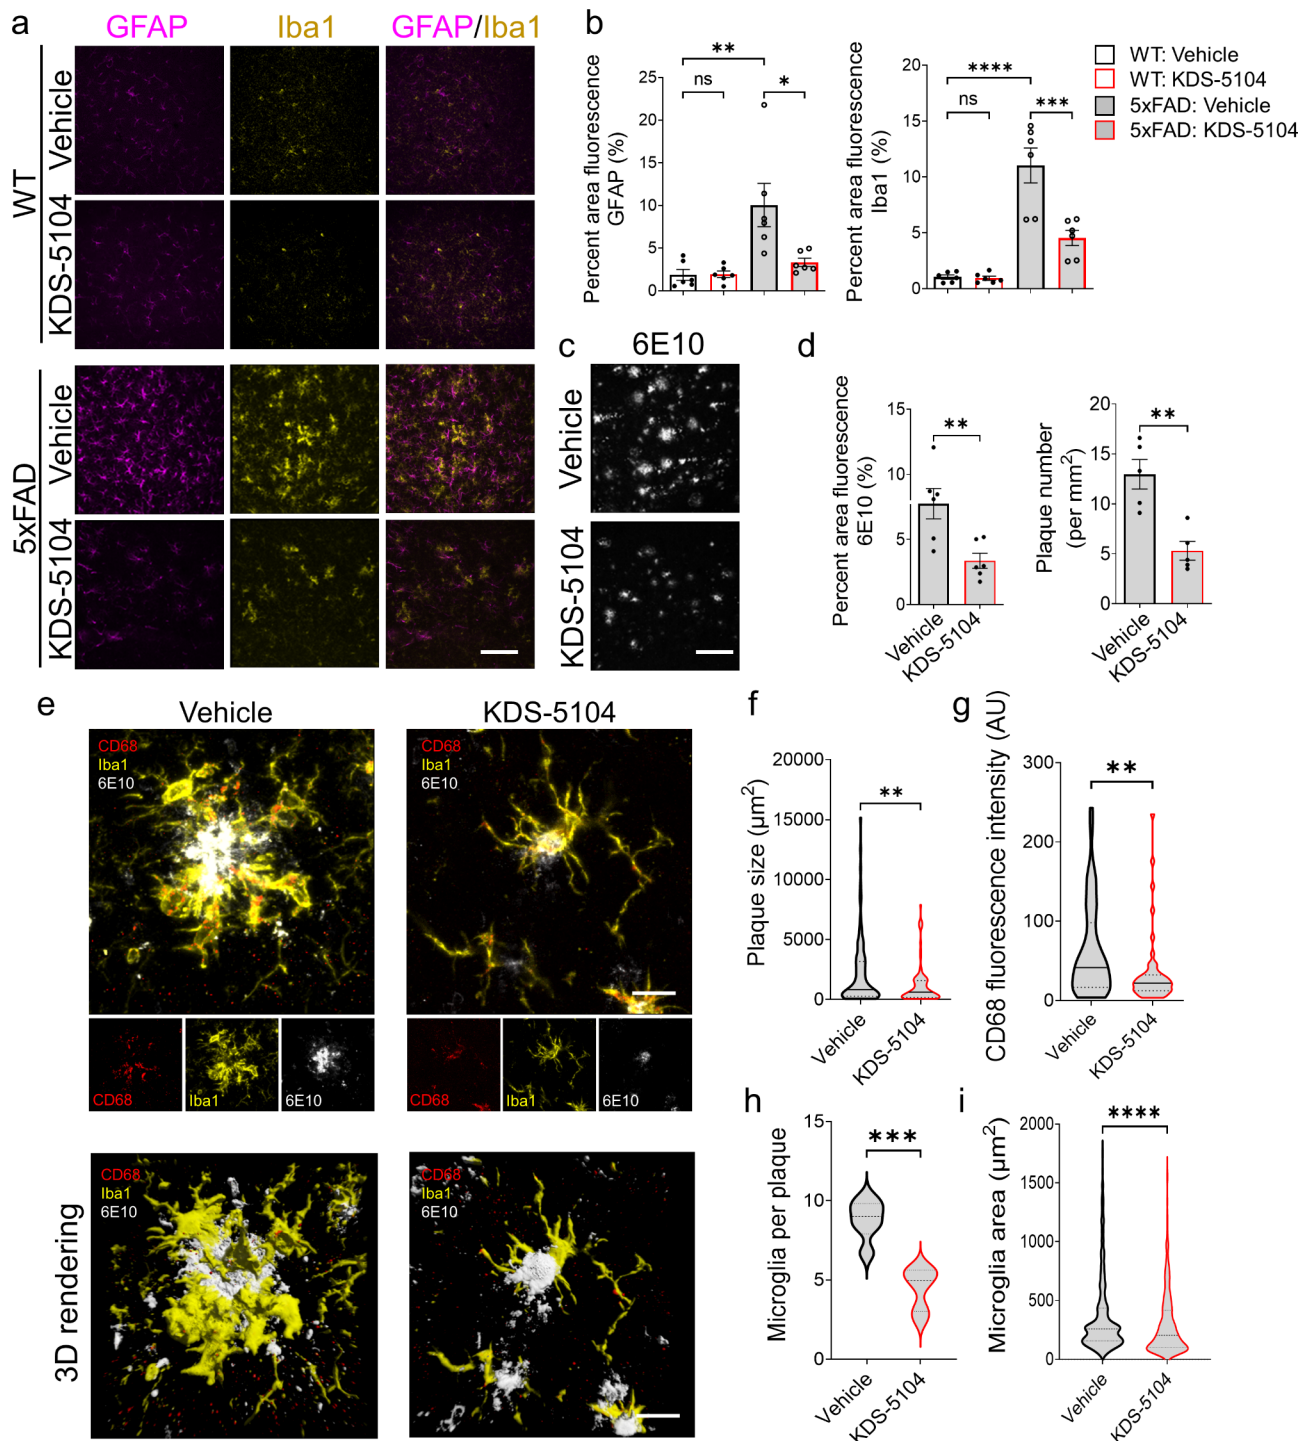 a
GFAP
Iba1
GFAP/Iba1
WT
Vehicle
KDS-5104
5xFAD
Vehicle
KDS-5104
b
Percent area fluorescence
GFAP (%)
25
20
15
10
5
0
**
ns
*
Percent area fluorescence
Iba1 (%)
20
15
10
5
0
****
ns
***
WT: Vehicle
WT: KDS-5104
5xFAD: Vehicle
5xFAD: KDS-5104
c
6E10
Vehicle
KDS-5104
d
Percent area fluorescence
6E10 (%)
15
10
5
0
**
Vehicle
KDS-5104
Plaque number
(per mm²)
20
15
10
5
0
**
Vehicle
KDS-5104
e
Vehicle
KDS-5104
CD68
Iba1
6E10
CD68
Iba1
6E10
CD68
Iba1
6E10
CD68
Iba1
6E10
3D rendering
CD68
Iba1
6E10
CD68
Iba1
6E10
f
Plaque size (µm²)
20000
15000
10000
5000
0
**
Vehicle
KDS-5104
g
CD68 fluorescence intensity (AU)
300
200
100
0
**
Vehicle
KDS-5104
h
Microglia per plaque
15
10
5
0
***
Vehicle
KDS-5104
i
Microglia area (µm²)
2000
1500
1000
500
0
****
Vehicle
KDS-5104